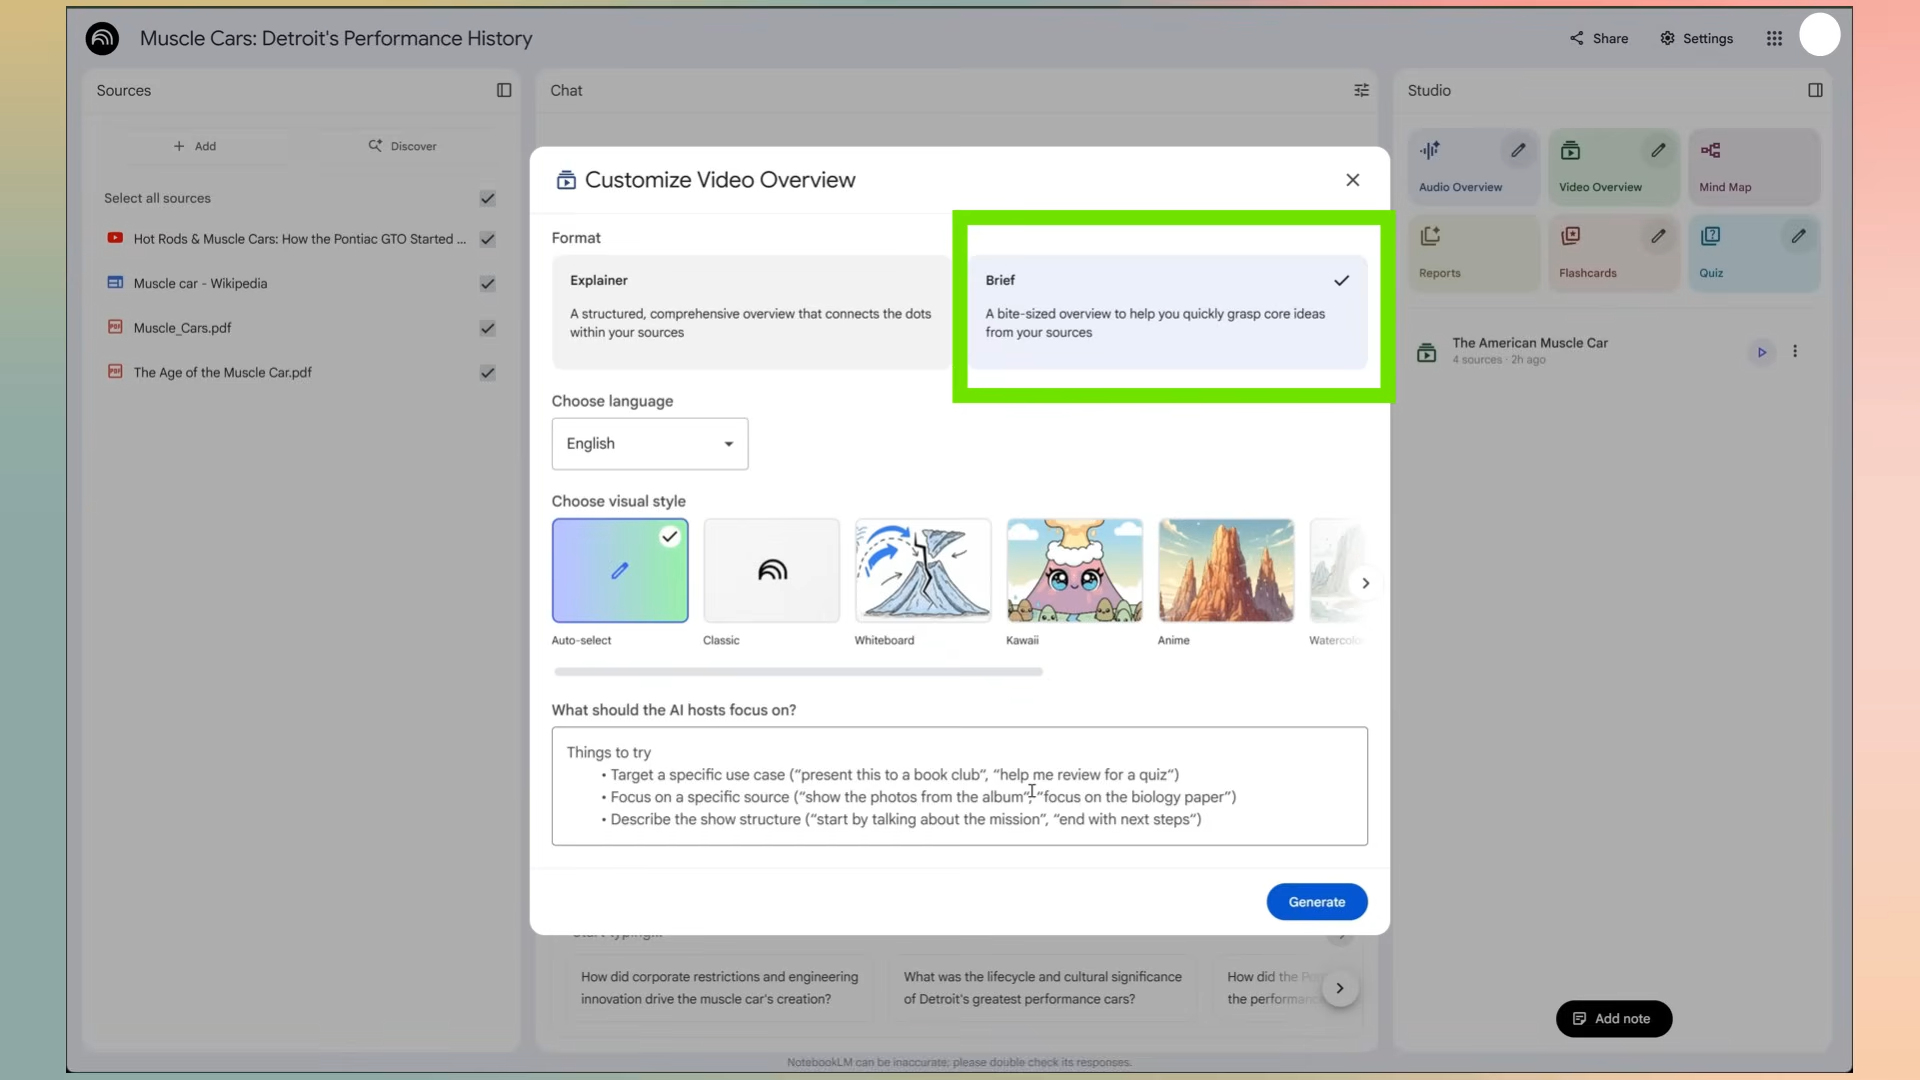 Muscle Cars: Detroit's Performance History
Share
Settings
Sources
Add
Discover
Select all sources
Hot Rods & Muscle Cars: How the Pontiac GTO Started ...
Muscle car - Wikipedia
PDF Muscle_Cars.pdf
PDF The Age of the Muscle Car.pdf
Chat
Customize Video Overview
Format
Explainer
A structured, comprehensive overview that connects the dots
within your sources
Brief
A bite-sized overview to help you quickly grasp core ideas
from your sources
Choose language
English
Choose visual style
Auto-select
Classic
Whiteboard
Kawaii
Anime
Watercolor
What should the AI hosts focus on?
Things to try
• Target a specific use case (“present this to a book club”, “help me review for a quiz”)
• Focus on a specific source (“show the photos from the album”, “focus on the biology paper”)
• Describe the show structure (“start by talking about the mission”, “end with next steps”)
Generate
How did corporate restrictions and engineering
innovation drive the muscle car's creation?
What was the lifecycle and cultural significance
of Detroit's greatest performance cars?
How did the
the
NotebookLM can be inaccurate; please double check its responses.
Studio
Audio Overview
Video Overview
Mind Map
Reports
Flashcards
Quiz
The American Muscle Car
4 sources · 2h ago
Add note